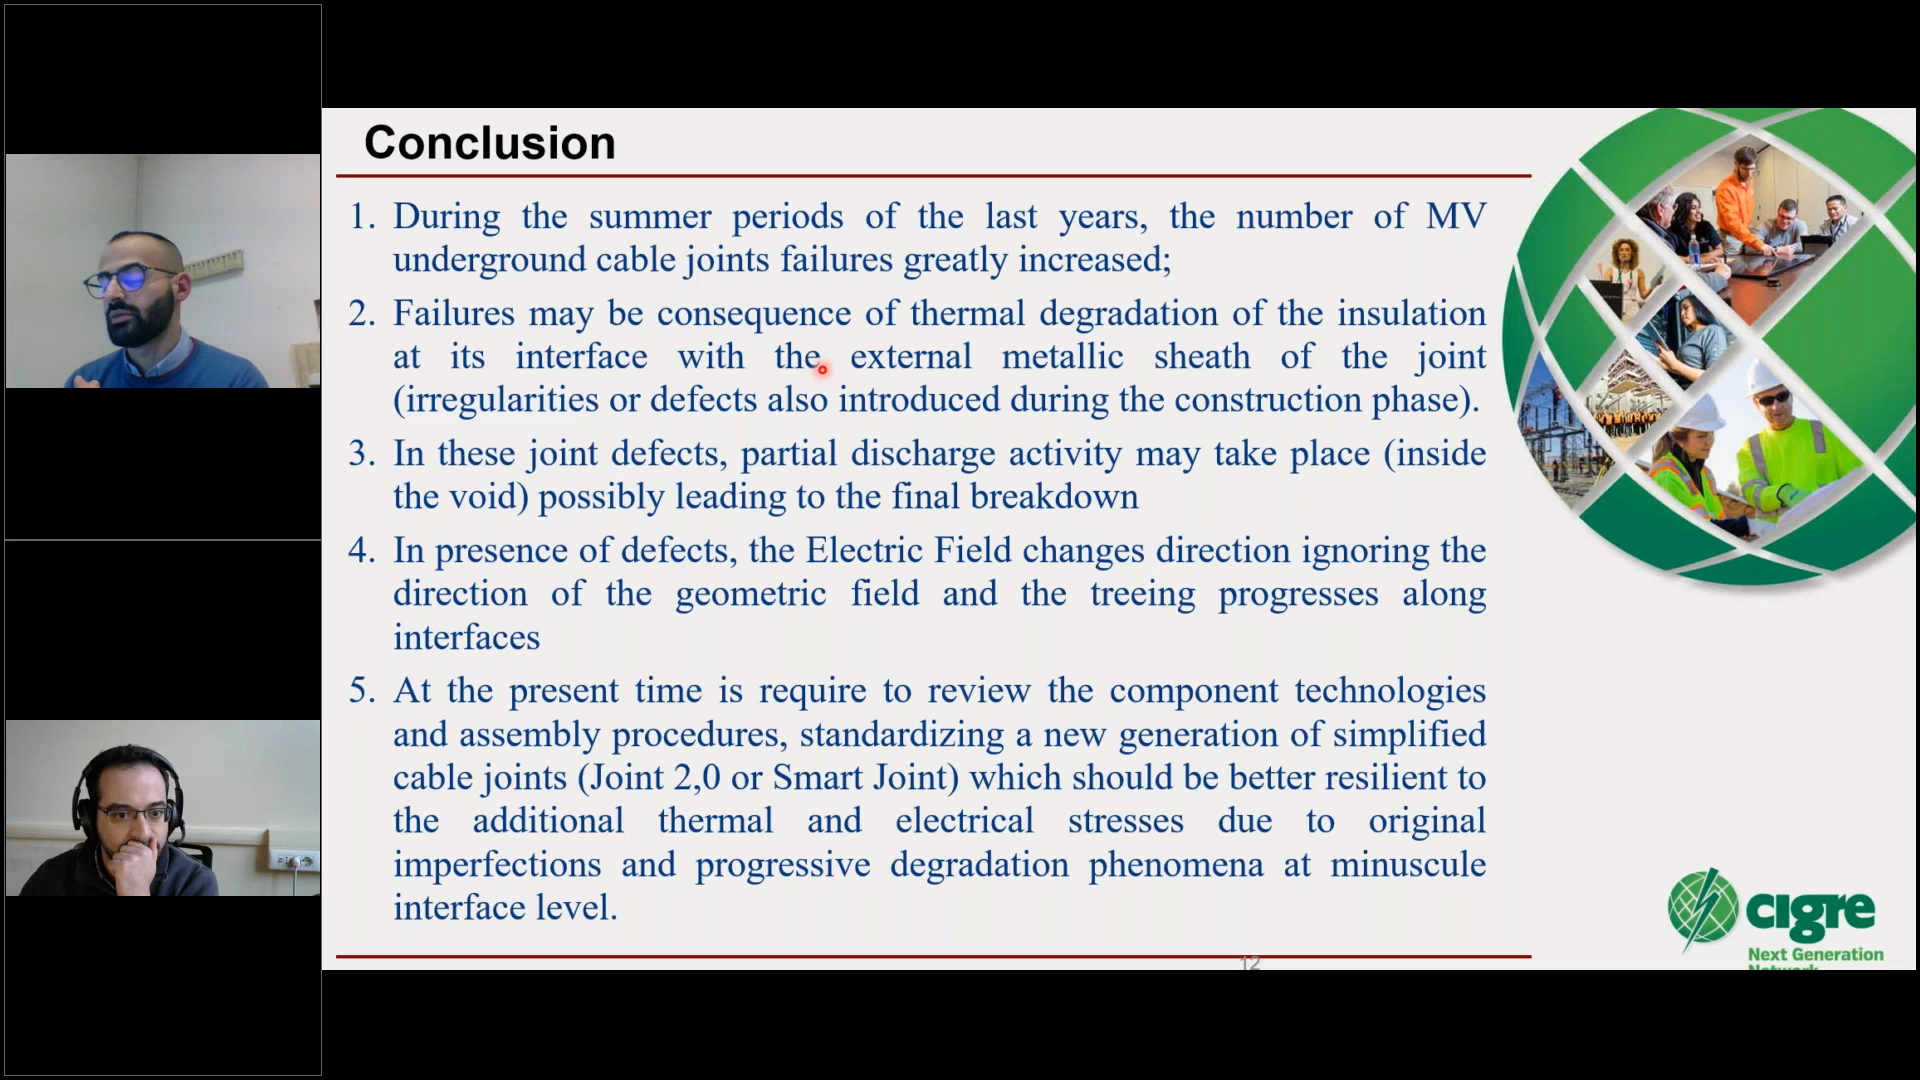 Conclusion
1. During the summer periods of the last years, the number of MV
underground cable joints failures greatly increased;
2. Failures may be consequence of thermal degradation of the insulation
at its interface with the external metallic sheath of the joint
(irregularities or defects also introduced during the construction phase).
3. In these joint defects, partial discharge activity may take place (inside
the void) possibly leading to the final breakdown
4. In presence of defects, the Electric Field changes direction ignoring the
direction of the geometric field and the treeing progresses along
interfaces
5. At the present time is require to review the component technologies
and assembly procedures, standardizing a new generation of simplified
cable joints (Joint 2,0 or Smart Joint) which should be better resilient to
the additional thermal and electrical stresses due to original
imperfections and progressive degradation phenomena at minuscule
interface level.
12
cigre
Next Generation
Network